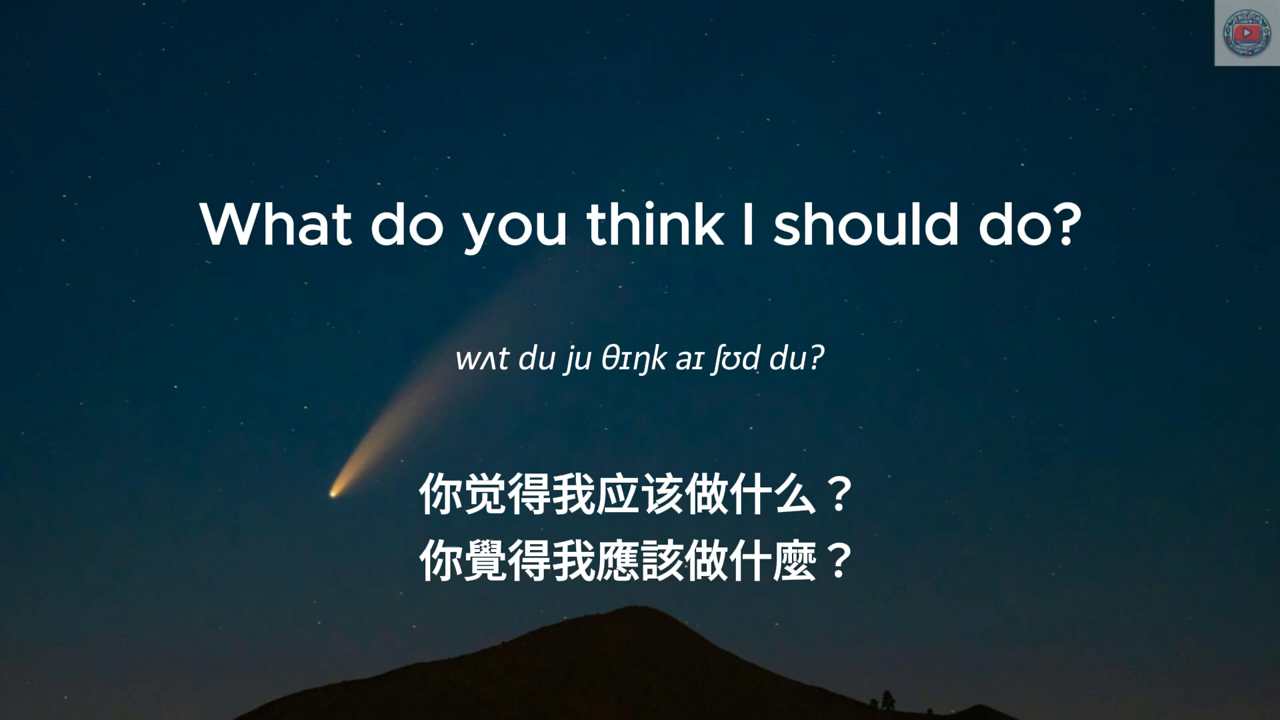 What do you think I should do?
wʌt du ju θɪŋk aɪ ʃʊd du?
你觉得我应该做什么？
你覺得我應該做什麼？